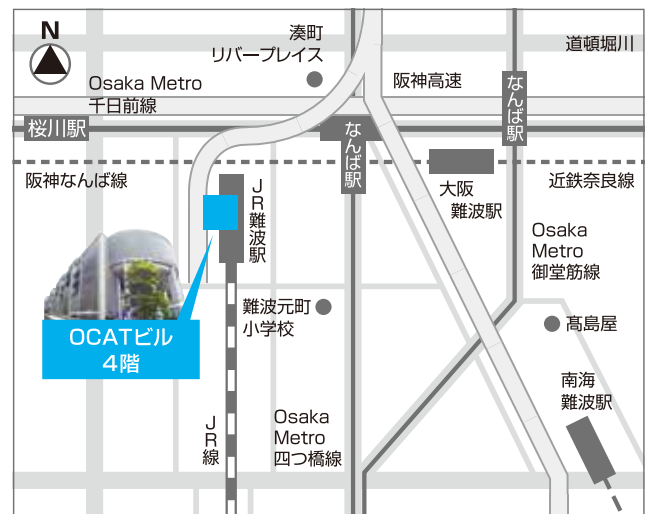 N
湊町
リバープレイス
道頓堀川
Osaka Metro
千日前線
阪神高速
なんば駅
桜川駅
なんば駅
阪神なんば線
JR難波駅
大阪
難波駅
近鉄奈良線
Osaka
Metro
御堂筋線
難波元町
小学校
髙島屋
OCATビル
4階
南海
難波駅
JR線
Osaka
Metro
四つ橋線